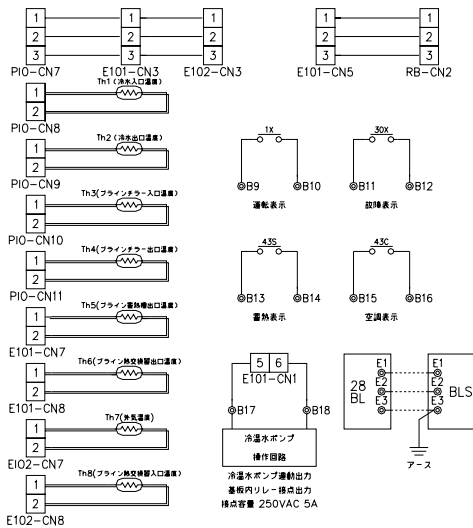 1 1 1
2 2 2
3 3 3
PIO-CN7 E101-CN3 E102-CN3
1 1
2 2
3 3
E101-CN5 RB-CN2
Th1(冷水入口温度)
1
2
PIO-CN8
Th2(冷水出口温度)
1
2
PIO-CN9
Th3(ブラインチラー入口温度)
1
2
PIO-CN10
Th4(ブラインチラー出口温度)
1
2
PIO-CN11
Th5(ブライン蓄熱槽出口温度)
1
2
E101-CN7
Th6(ブライン熱交換器出口温度)
1
2
E101-CN8
Th7(外気温度)
1
2
E102-CN7
Th8(ブライン熱交換器入口温度)
1
2
E102-CN8
1X
B9 B10
運転表示
30X
B11 B12
故障表示
43S
B13 B14
蓄熱表示
43C
B15 B16
空調表示
5 6
E101-CN1
B17 B18
冷温水ポンプ
操作回路
冷温水ポンプ連動出力
基板内リレー接点出力
接点容量 250VAC 5A
28
BL
E1 E1
E2 E2
E3 E3
BLS
アース